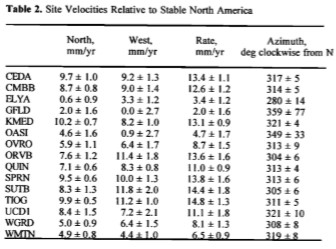 Table 2. Site Velocities Relative to Stable North America
North, mm/yr West, mm/yr Rate, mm/yr Azimuth, deg clockwise from N
CEDA 9.7 ± 1.0 9.2 ± 1.3 13.4 ± 1.1 317 ± 5
CMBB 8.7 ± 0.8 9.0 ± 1.4 12.6 ± 1.2 314 ± 5
ELYA 0.6 ± 0.9 3.3 ± 1.2 3.4 ± 1.2 280 ± 14
GFLD 2.0 ± 1.6 0.0 ± 2.7 2.0 ± 1.6 359 ± 77
KMED 10.2 ± 0.7 8.2 ± 1.0 13.1 ± 0.9 321 ± 4
OASI 4.6 ± 1.6 0.9 ± 2.7 4.7 ± 1.7 349 ± 33
OVRO 5.9 ± 1.1 6.4 ± 1.7 8.7 ± 1.5 313 ± 9
ORVB 7.6 ± 1.2 11.4 ± 1.8 13.6 ± 1.6 304 ± 6
QUIN 7.1 ± 0.6 8.3 ± 0.8 11.0 ± 0.9 313 ± 4
SPRN 9.5 ± 0.6 10.0 ± 1.3 13.8 ± 1.6 313 ± 6
SUTB 8.3 ± 1.3 11.8 ± 2.0 14.4 ± 1.8 305 ± 6
TIOG 9.9 ± 0.5 11.2 ± 1.0 14.8 ± 1.3 311 ± 5
UCD1 8.4 ± 1.5 7.2 ± 2.1 11.1 ± 1.8 321 ± 10
WGRD 5.0 ± 0.9 6.4 ± 1.5 8.1 ± 1.3 308 ± 8
WMTN 4.9 ± 0.8 4.4 ± 1.0 6.5 ± 0.9 319 ± 8